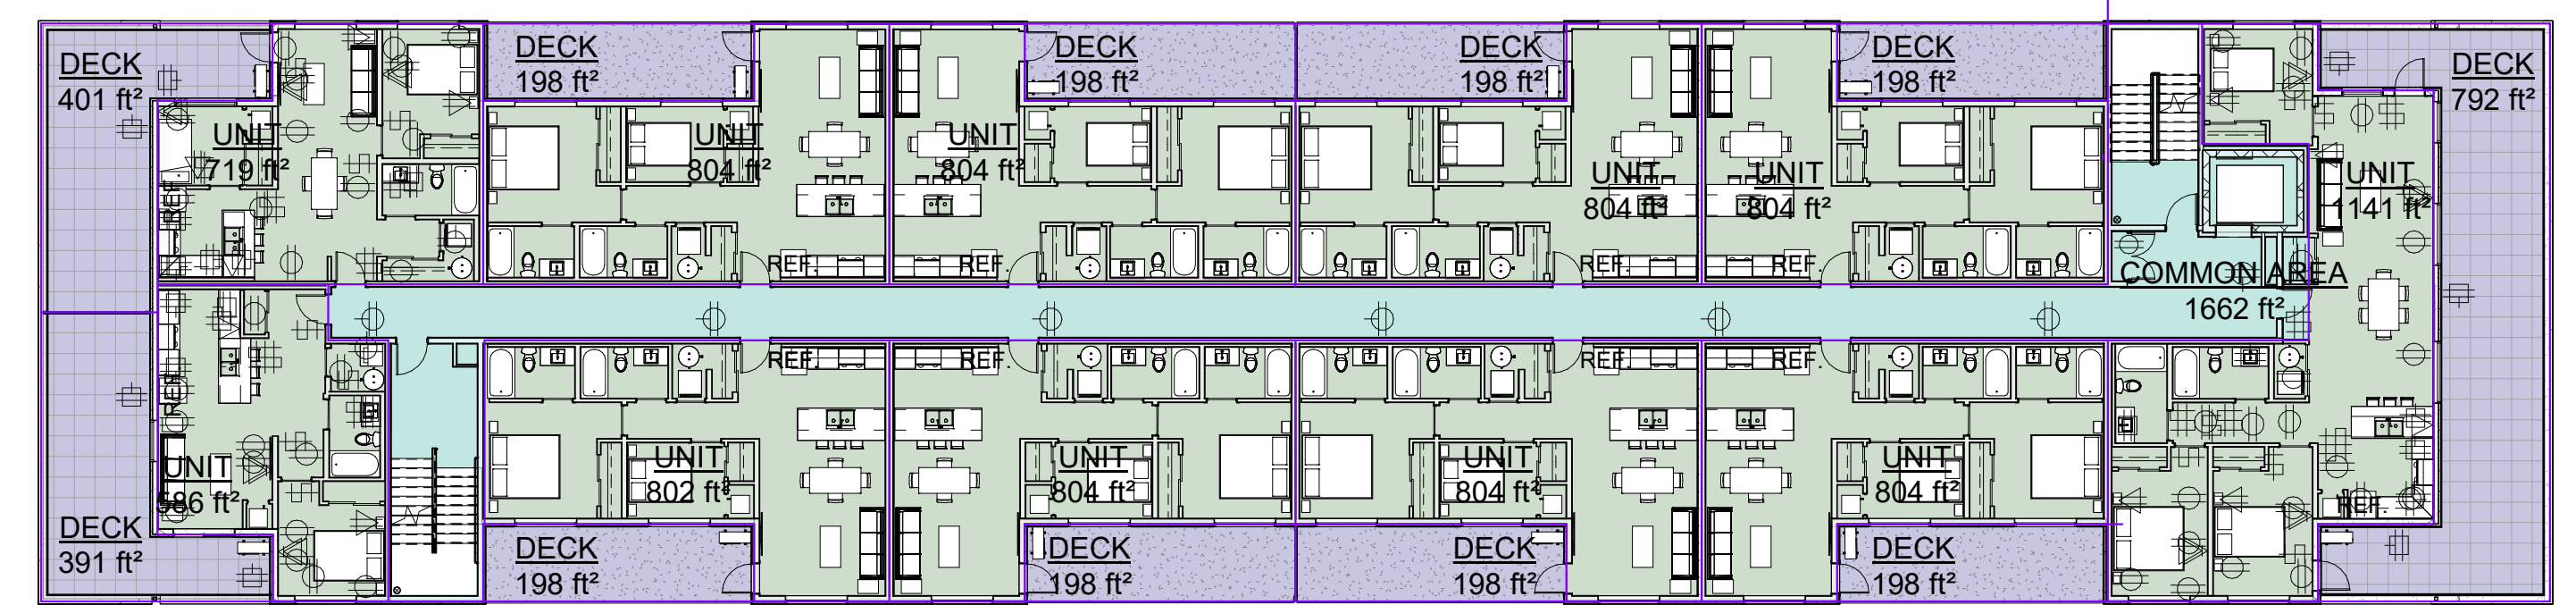 DECK
401 ft²
DECK
198 ft²
DECK
198 ft²
DECK
198 ft²
DECK
198 ft²
DECK
792 ft²
UNIT
719 ft²
UNIT
804 ft²
UNIT
804 ft²
UNIT
804 ft²
UNIT
804 ft²
UNIT
1141 ft²
REF.
REF.
REF.
REF.
REF.
COMMON AREA
1662 ft²
REF.
REF.
REF.
REF.
REF.
UNIT
586 ft²
UNIT
802 ft²
UNIT
804 ft²
UNIT
804 ft²
UNIT
804 ft²
REF.
DECK
391 ft²
DECK
198 ft²
DECK
198 ft²
DECK
198 ft²
DECK
198 ft²